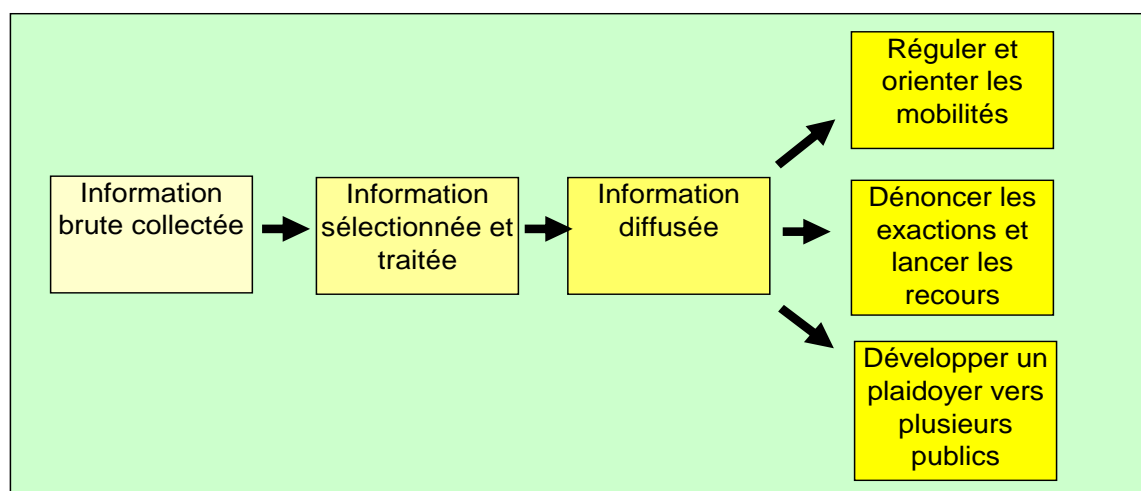 Information
brute collectée
Information
sélectionnée et
traitée
Information
diffusée
Réguler et
orienter les
mobilités
Dénoncer les
exactions et
lancer les
recours
Développer un
plaidoyer vers
plusieurs
publics